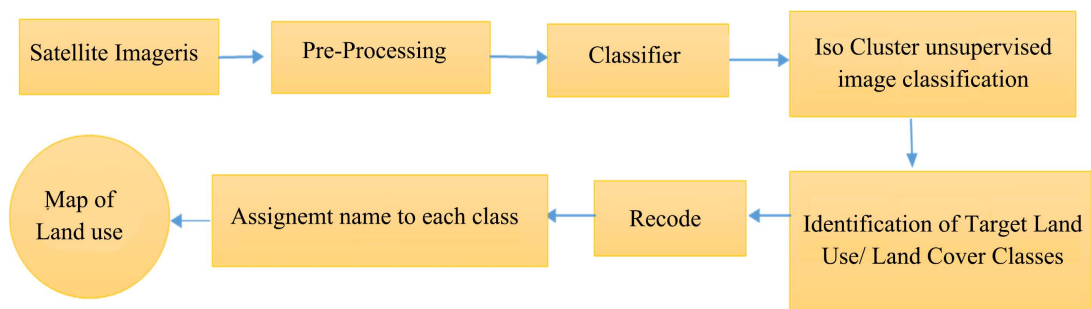 Satellite Imageris
Pre-Processing
Classifier
Iso Cluster unsupervised
image classification
Identification of Target Land
Use/ Land Cover Classes
Recode
Assignemt name to each class
Map of
Land use